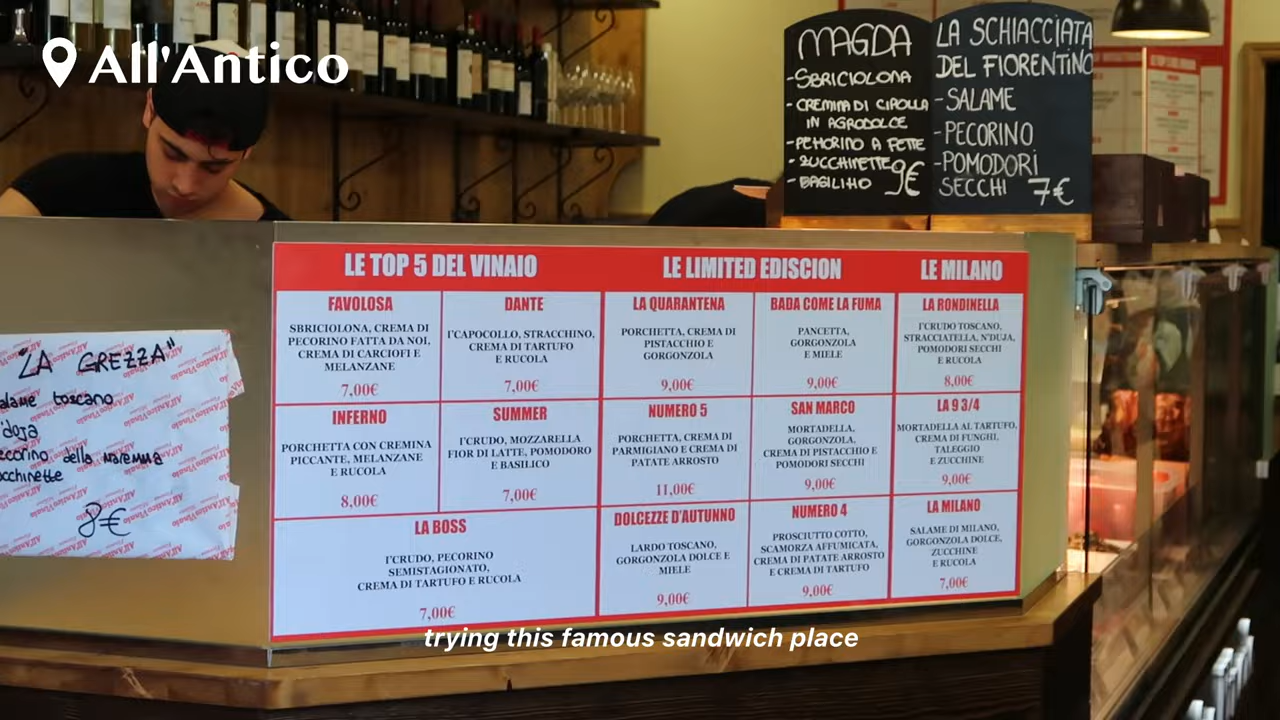 All'Antico
MAGDA
-SBRICIOLONA
-CREMINA DI CIPOLLA
IN AGRODOLCE
-PEMORINO A FETTE
-ZUCCHINETTE
-BASILIHO
9€
LA SCHIACCIATA
DEL FIORENTINO
-SALAME
-PECORINO
-POMODORI
SECCHI 7€
"LA GREZZA"
alame toscano
'doja
ecorino della maremma
occhinette
8€
LE TOP 5 DEL VINAIO
FAVOLOSA
SBRICIOLONA, CREMA DI
PECORINO FATTA DA NOI,
CREMA DI CARCIOFI E
MELANZANE
7,00€
DANTE
I'CAPOCOLLO, STRACCHINO,
CREMA DI TARTUFO
E RUCOLA
7,00€
INFERNO
PORCHETTA CON CREMINA
PICCANTE, MELANZANE
E RUCOLA
8,00€
SUMMER
I'CRUDO, MOZZARELLA
FIOR DI LATTE, POMODORO
E BASILICO
7,00€
LA BOSS
I'CRUDO, PECORINO
SEMISTAGIONATO,
CREMA DI TARTUFO E RUCOLA
7,00€
LE LIMITED EDISCION
LA QUARANTENA
PORCHETTA, CREMA DI
PISTACCHIO E
GORGONZOLA
9,00€
BADA COME LA FUMA
PANCETTA,
GORGONZOLA
E MIELE
9,00€
NUMERO 5
PORCHETTA, CREMA DI
PARMIGIANO E CREMA DI
PATATE ARROSTO
11,00€
SAN MARCO
MORTADELLA,
GORGONZOLA,
CREMA DI PISTACCHIO E
POMODORI SECCHI
9,00€
DOLCEZZE D'AUTUNNO
LARDO TOSCANO,
GORGONZOLA DOLCE E
MIELE
9,00€
NUMERO 4
PROSCIUTTO COTTO,
SCAMORZA AFFUMICATA,
CREMA DI PATATE ARROSTO
E CREMA DI TARTUFO
9,00€
LE MILANO
LA RONDINELLA
I'CRUDO TOSCANO,
STRACCIATELLA, N'DUJA,
POMODORI SECCHI
E RUCOLA
8,00€
LA 9 3/4
MORTADELLA AL TARTUFO,
CREMA DI FUNGHI,
TALEGGIO
E ZUCCHINE
9,00€
LA MILANO
SALAME DI MILANO,
GORGONZOLA DOLCE,
ZUCCHINE
E RUCOLA
7,00€
trying this famous sandwich place